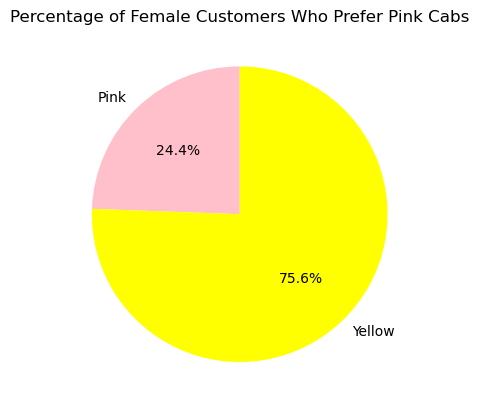 Percentage of Female Customers Who Prefer Pink Cabs
Pink
24.4%
75.6%
Yellow